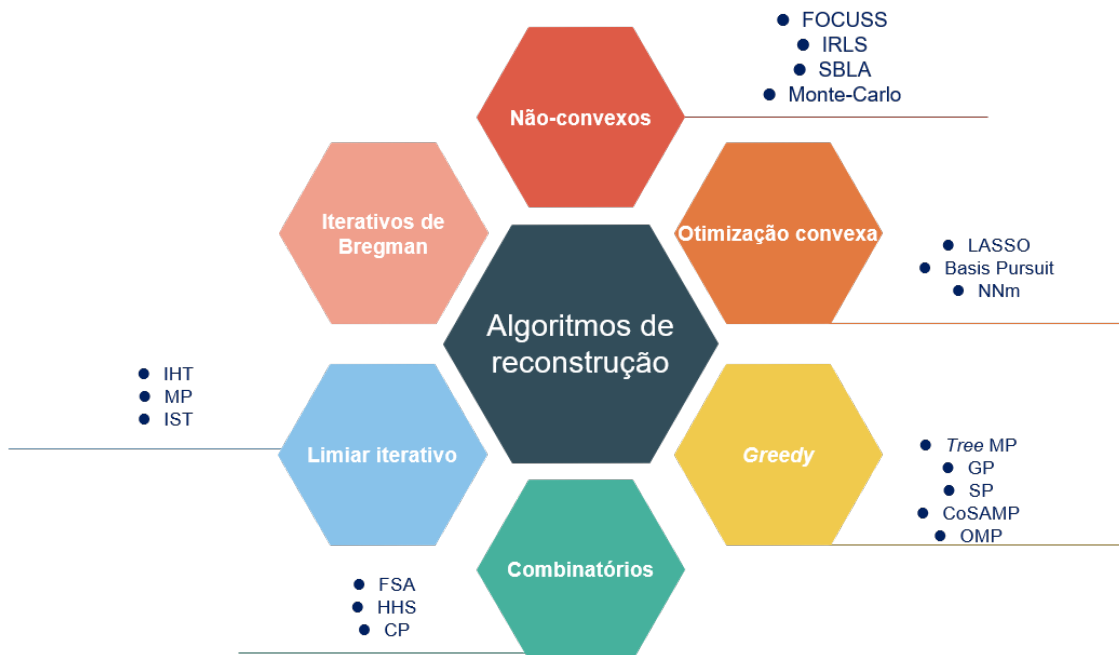 ● FOCUSS
● IRLS
● SBLA
● Monte-Carlo
Não-convexos
Iterativos de
Bregman
Otimização convexa
● LASSO
● Basis Pursuit
● NNm
Algoritmos de
reconstrução
● IHT
● MP
● IST
Limiar iterativo
Greedy
● Tree MP
● GP
● SP
● CoSAMP
● OMP
Combinatórios
● FSA
● HHS
● CP